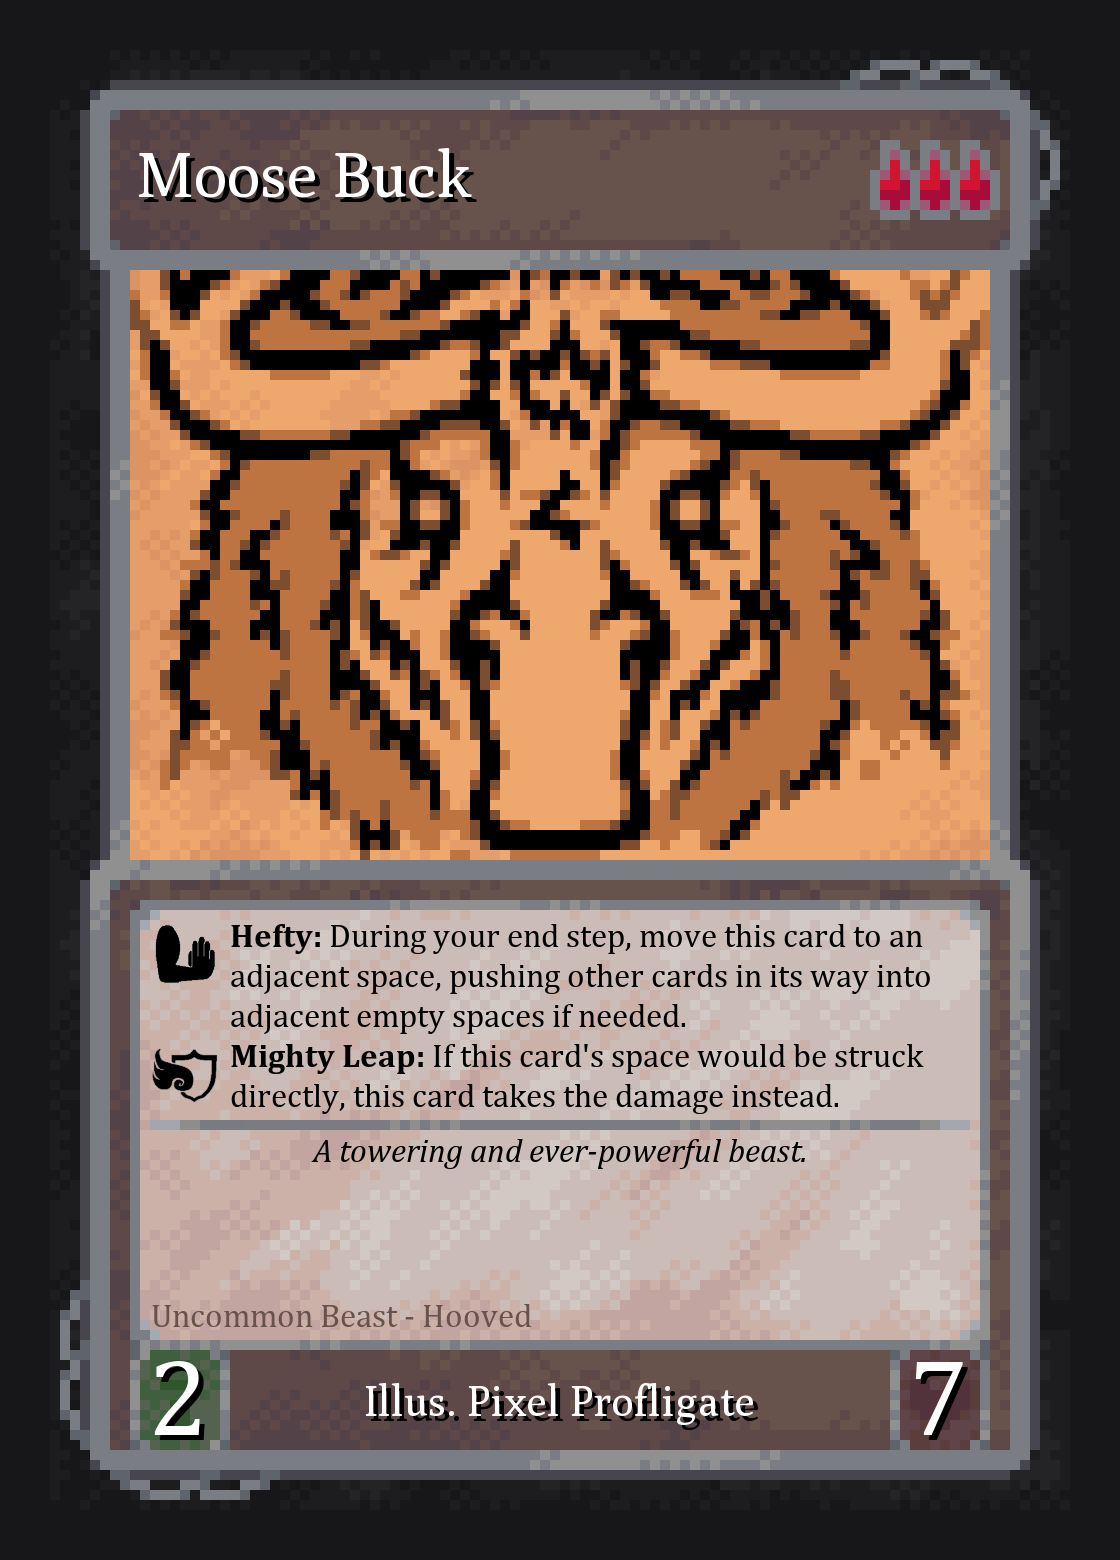 Moose Buck
Hefty: During your end step, move this card to an
adjacent space, pushing other cards in its way into
adjacent empty spaces if needed.
Mighty Leap: If this card's space would be struck
directly, this card takes the damage instead.
A towering and ever-powerful beast.
Uncommon Beast - Hooved
2
Illus. Pixel Profligate
7